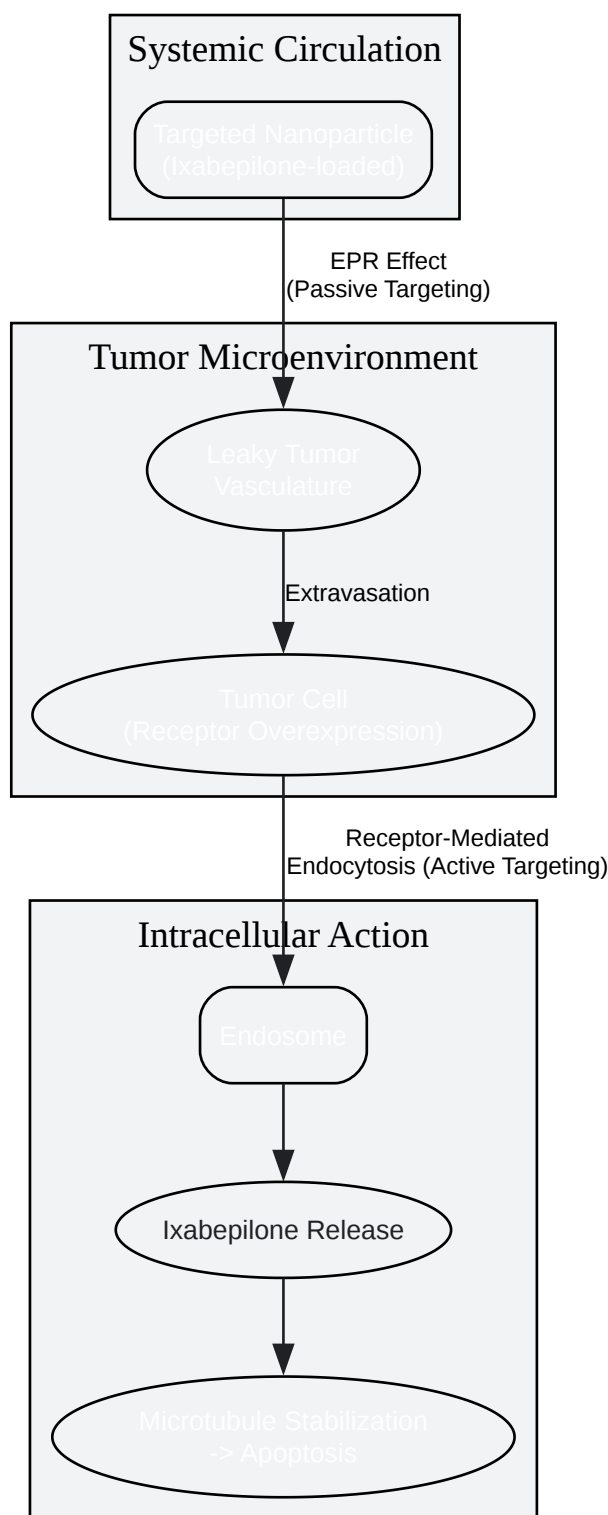 Systemic Circulation
Targeted Nanoparticle
(Ixabepilone-loaded)
EPR Effect
(Passive Targeting)
Tumor Microenvironment
Leaky Tumor
Vasculature
Extravasation
Tumor Cell
(Receptor Overexpression)
Receptor-Mediated
Endocytosis (Active Targeting)
Intracellular Action
Endosome
Ixabepilone Release
Microtubule Stabilization
-> Apoptosis